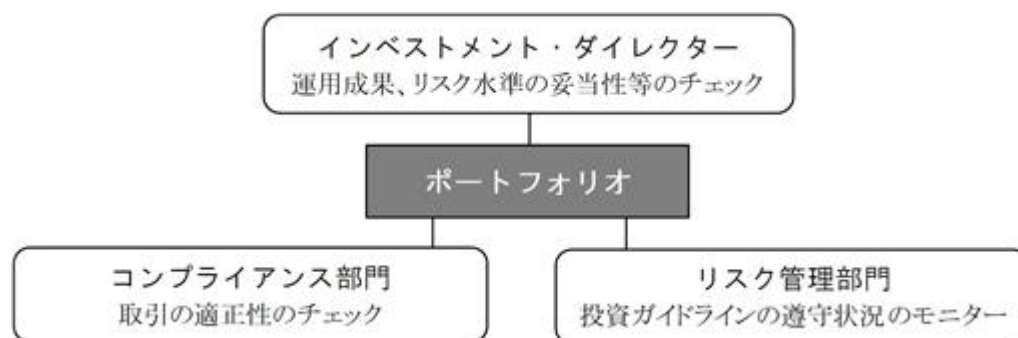 インベストメント・ダイレクター
運用成果、リスク水準の妥当性等のチェック
ポートフォリオ
コンプライアンス部門
取引の適正性のチェック
リスク管理部門
投資ガイドラインの遵守状況のモニター